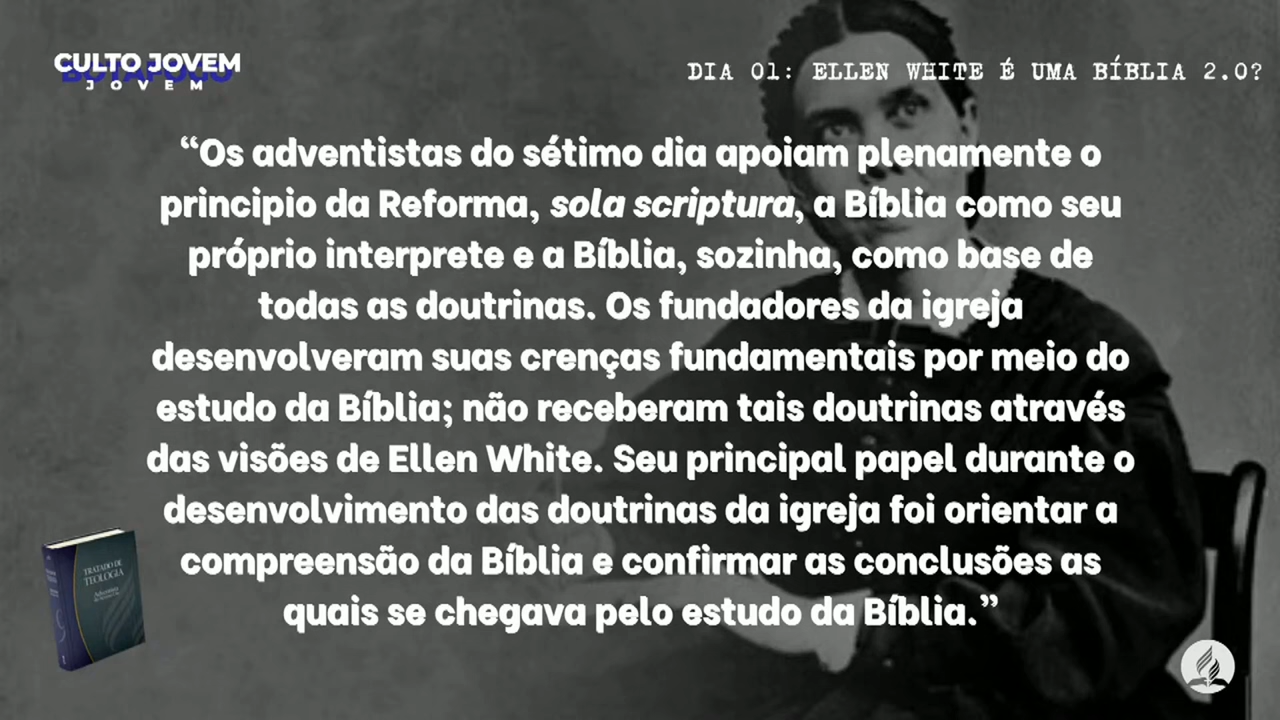 CULTO JOVEM
BOTAFOGO
JOVEM
DIA 01: ELLEN WHITE É UMA BÍBLIA 2.0?
“Os adventistas do sétimo dia apoiam plenamente o
principio da Reforma, sola scriptura, a Bíblia como seu
próprio interprete e a Bíblia, sozinha, como base de
todas as doutrinas. Os fundadores da igreja
desenvolveram suas crenças fundamentais por meio do
estudo da Bíblia; não receberam tais doutrinas através
das visões de Ellen White. Seu principal papel durante o
desenvolvimento das doutrinas da igreja foi orientar a
compreensão da Bíblia e confirmar as conclusões as
quais se chegava pelo estudo da Bíblia.”
TRATADO DE
TEOLOGIA